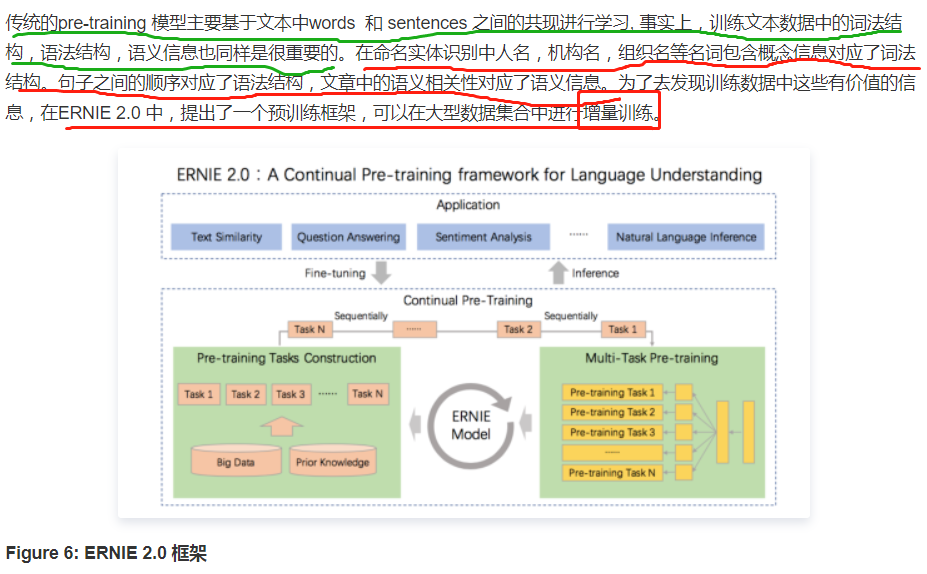 传统的pre-training 模型主要基于文本中words 和 sentences 之间的共现进行学习, 事实上，训练文本数据中的词法结
构，语法结构，语义信息也同样是很重要的。在命名实体识别中人名，机构名，组织名等名词包含概念信息对应了词法
结构。句子之间的顺序对应了语法结构，文章中的语义相关性对应了语义信息。为了去发现训练数据中这些有价值的信
息，在ERNIE 2.0 中，提出了一个预训练框架，可以在大型数据集合中进行增量训练。
ERNIE 2.0：A Continual Pre-training framework for Language Understanding
Application
Text Similarity Question Answering Sentiment Analysis ...... Natural Language Inference
Fine-tuning Inference
Continual Pre-Training
Sequentially Sequentially
Task N ...... Task 2 Task 1
Pre-training Tasks Construction
Task 1 Task 2 Task 3 ...... Task N
Big Data Prior Knowledge
ERNIE
Model
Multi-Task Pre-training
Pre-training Task 1
Pre-training Task 2
Pre-training Task 3
......
Pre-training Task N
Figure 6: ERNIE 2.0 框架